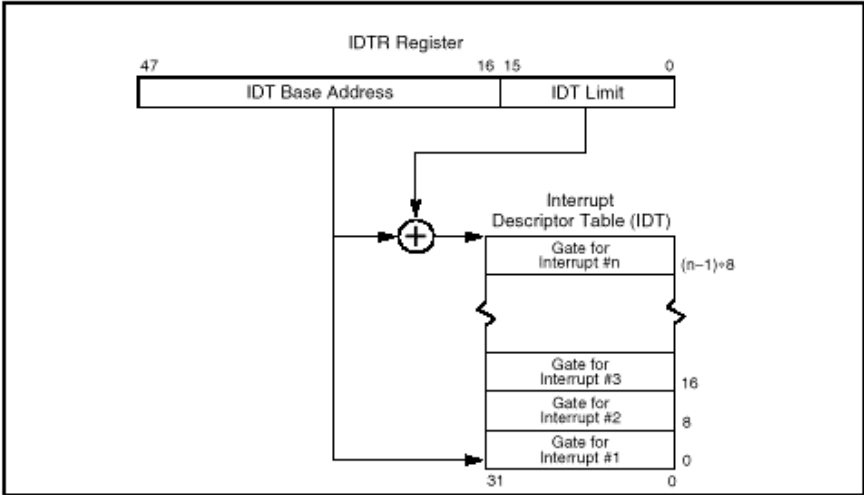 IDTR Register
47
16 15
0
IDT Base Address
IDT Limit
Interrupt
Descriptor Table (IDT)
Gate for
Interrupt #n
(n−1)∗8
Gate for
Interrupt #3
16
Gate for
Interrupt #2
8
Gate for
Interrupt #1
0
31
0